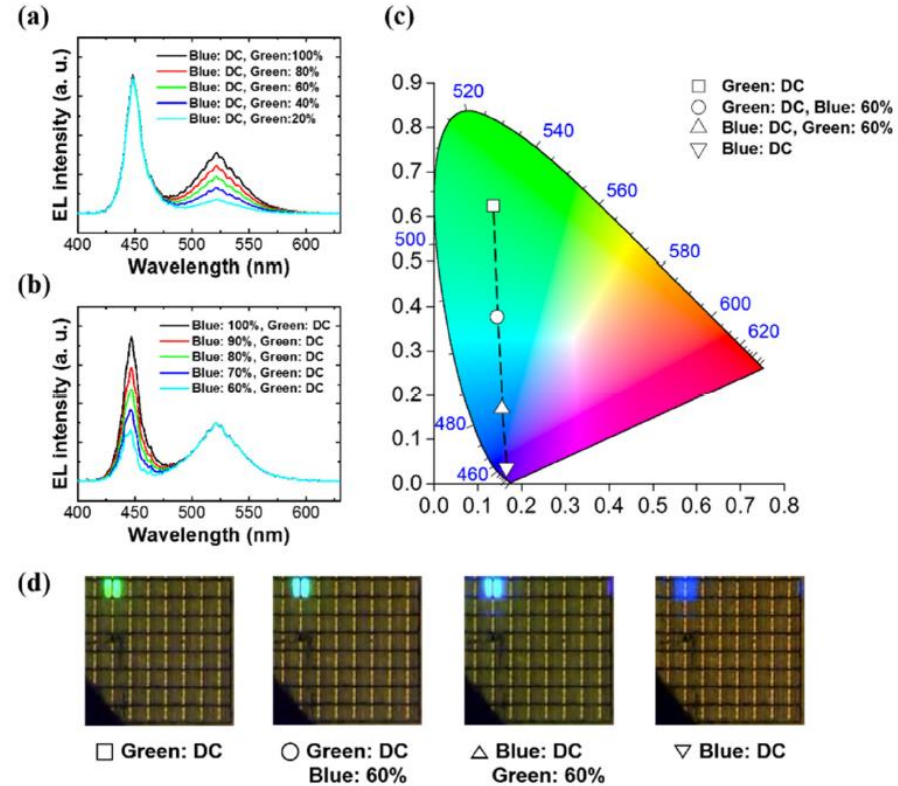 (a)
EL intensity (a. u.)
Blue: DC, Green:100%
Blue: DC, Green: 80%
Blue: DC, Green: 60%
Blue: DC, Green: 40%
Blue: DC, Green:20%
400 450 500 550 600
Wavelength (nm)
(b)
EL intensity (a. u.)
Blue: 100%, Green: DC
Blue: 90%, Green: DC
Blue: 80%, Green: DC
Blue: 70%, Green: DC
Blue: 60%, Green: DC
400 450 500 550 600
Wavelength (nm)
(c)
Green: DC
Green: DC, Blue: 60%
Blue: DC, Green: 60%
Blue: DC
0.9
0.8
0.7
0.6
0.5
0.4
0.3
0.2
0.1
0.0
0.0 0.1 0.2 0.3 0.4 0.5 0.6 0.7 0.8
520
540
560
580
600
620
500
480
460
(d)
Green: DC
Green: DC
Blue: 60%
Blue: DC
Green: 60%
Blue: DC